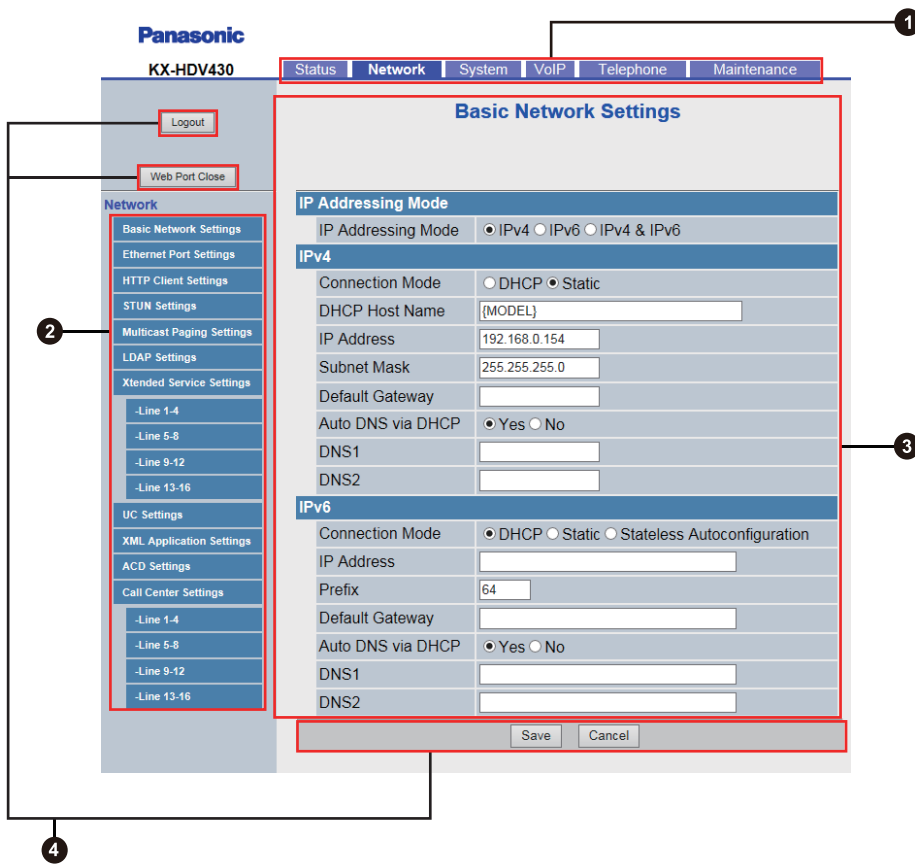 1
Panasonic
KX-HDV430
Status Network System VoIP Telephone Maintenance
Logout
Web Port Close
Basic Network Settings
Network
Basic Network Settings
Ethernet Port Settings
HTTP Client Settings
STUN Settings
Multicast Paging Settings
LDAP Settings
Xtended Service Settings
-Line 1-4
-Line 5-8
-Line 9-12
-Line 13-16
UC Settings
XML Application Settings
ACD Settings
Call Center Settings
-Line 1-4
-Line 5-8
-Line 9-12
-Line 13-16
2
IP Addressing Mode
IP Addressing Mode IPv4 IPv6 IPv4 & IPv6
IPv4
Connection Mode DHCP Static
DHCP Host Name {MODEL}
IP Address 192.168.0.154
Subnet Mask 255.255.255.0
Default Gateway
Auto DNS via DHCP Yes No
DNS1
DNS2
3
IPv6
Connection Mode DHCP Static Stateless Autoconfiguration
IP Address
Prefix 64
Default Gateway
Auto DNS via DHCP Yes No
DNS1
DNS2
Save Cancel
4